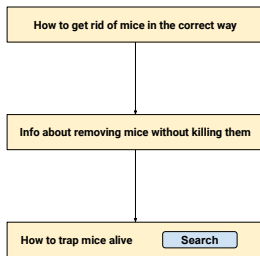 How to get rid of mice in the correct way
Info about removing mice without killing them
How to trap mice alive Search